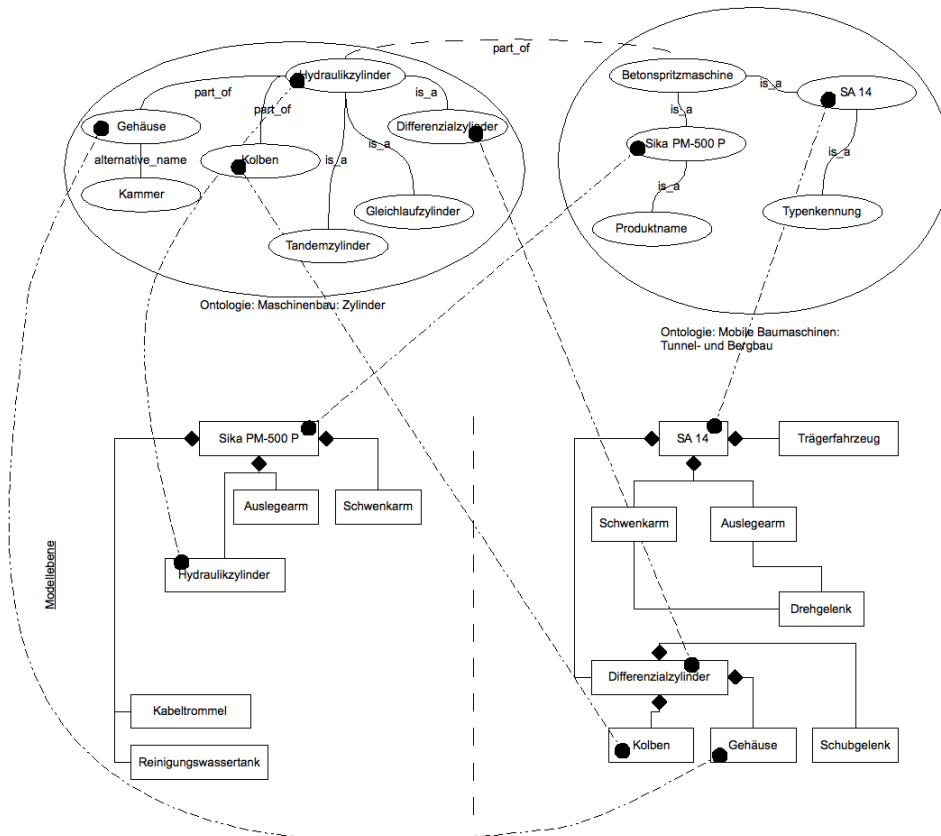 part_of
Hydraulikzylinder
Betonspritzmaschine
is_a
SA 14
part_of
part_of
is_a
is_a
Gehäuse
Differenzialzylinder
Sika PM-500 P
alternative_name
Kolben
is_a
is_a
is_a
Kammer
is_a
Gleichlaufzylinder
Typenkennung
Produktname
Tandemzylinder
Ontologie: Maschinenbau: Zylinder
Ontologie: Mobile Baumaschinen:
Tunnel- und Bergbau
Sika PM-500 P
SA 14
Trägerfahrzeug
Auslegearm
Schwenkarm
Schwenkarm
Auslegearm
Hydraulikzylinder
Modellebene
Drehgelenk
Differenzialzylinder
Kabeltrommel
Kolben
Gehäuse
Schubgelenk
Reinigungswassertank